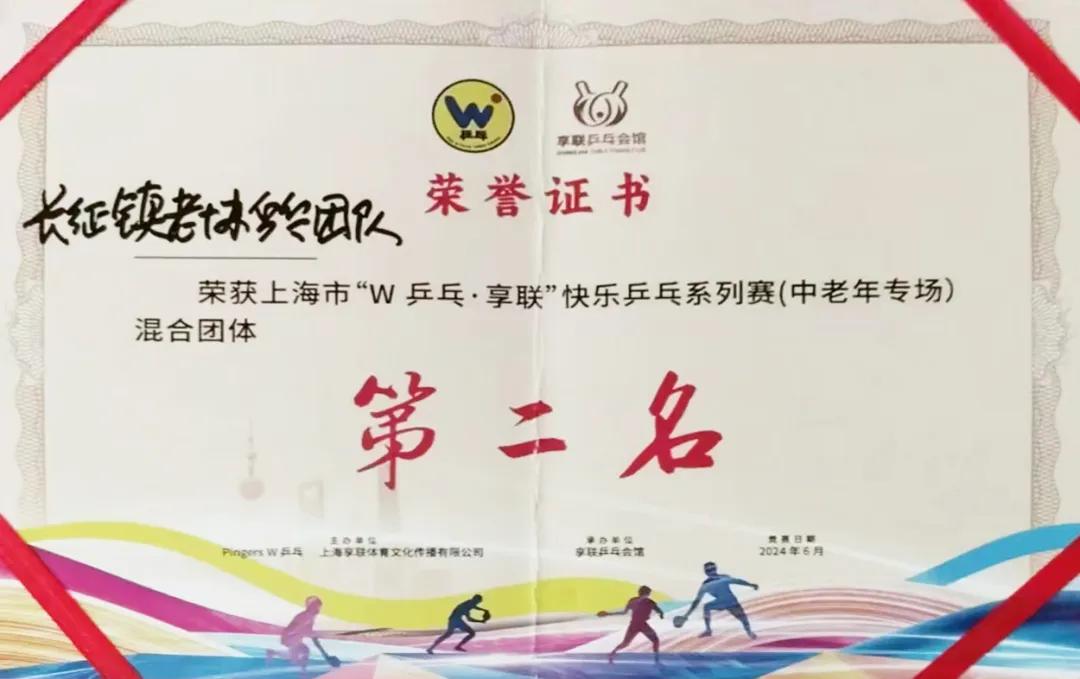 W
乒乓
享联乒乓会馆
荣誉证书
长征镇老体乒乓团队
荣获上海市“W 乒乓·享联”快乐乒乓系列赛(中老年专场)
混合团体
第二名
主办单位 承办单位 竞赛日期
Pingers W 乒乓 上海享联体育文化传播有限公司 享联乒乓会馆 2024年6月